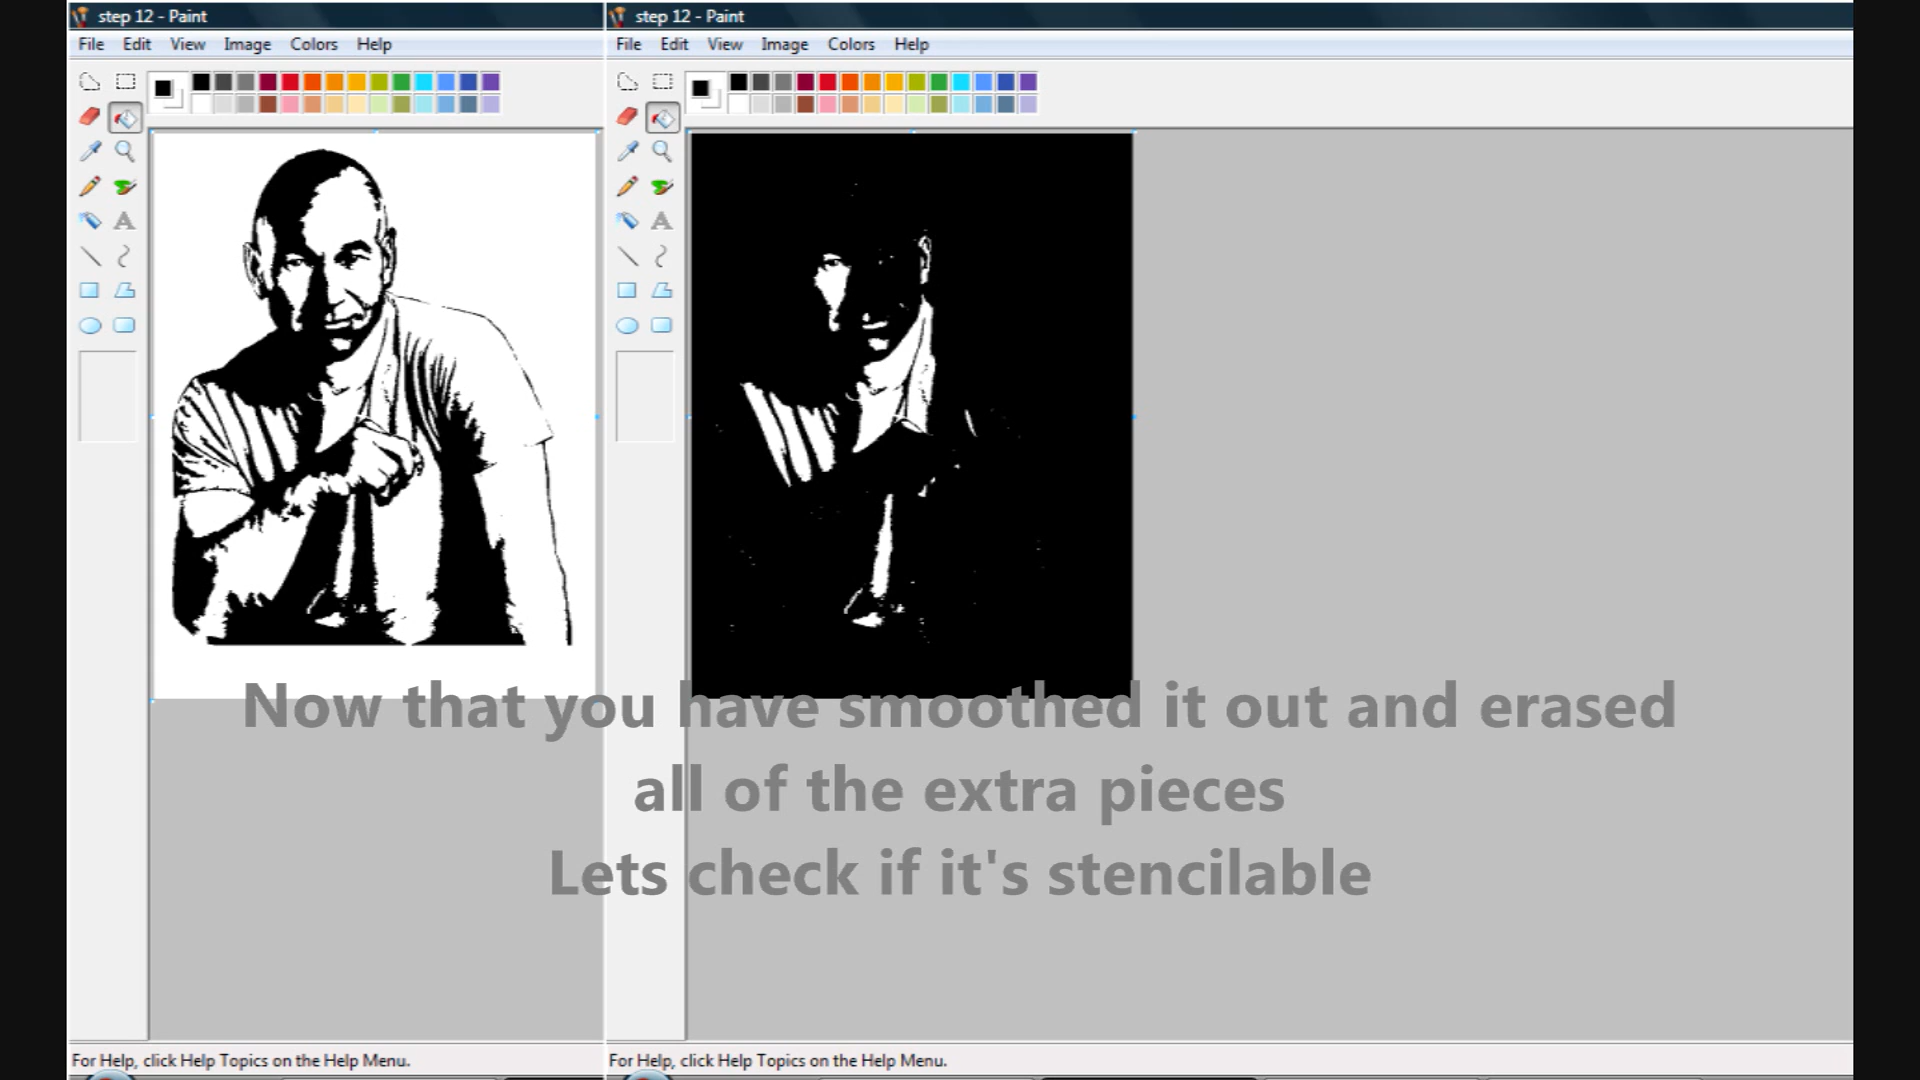 step 12 - Paint
File Edit View Image Colors Help
step 12 - Paint
File Edit View Image Colors Help
Now that you have smoothed it out and erased
all of the extra pieces
Lets check if it's stencilable
For Help, click Help Topics on the Help Menu.
For Help, click Help Topics on the Help Menu.